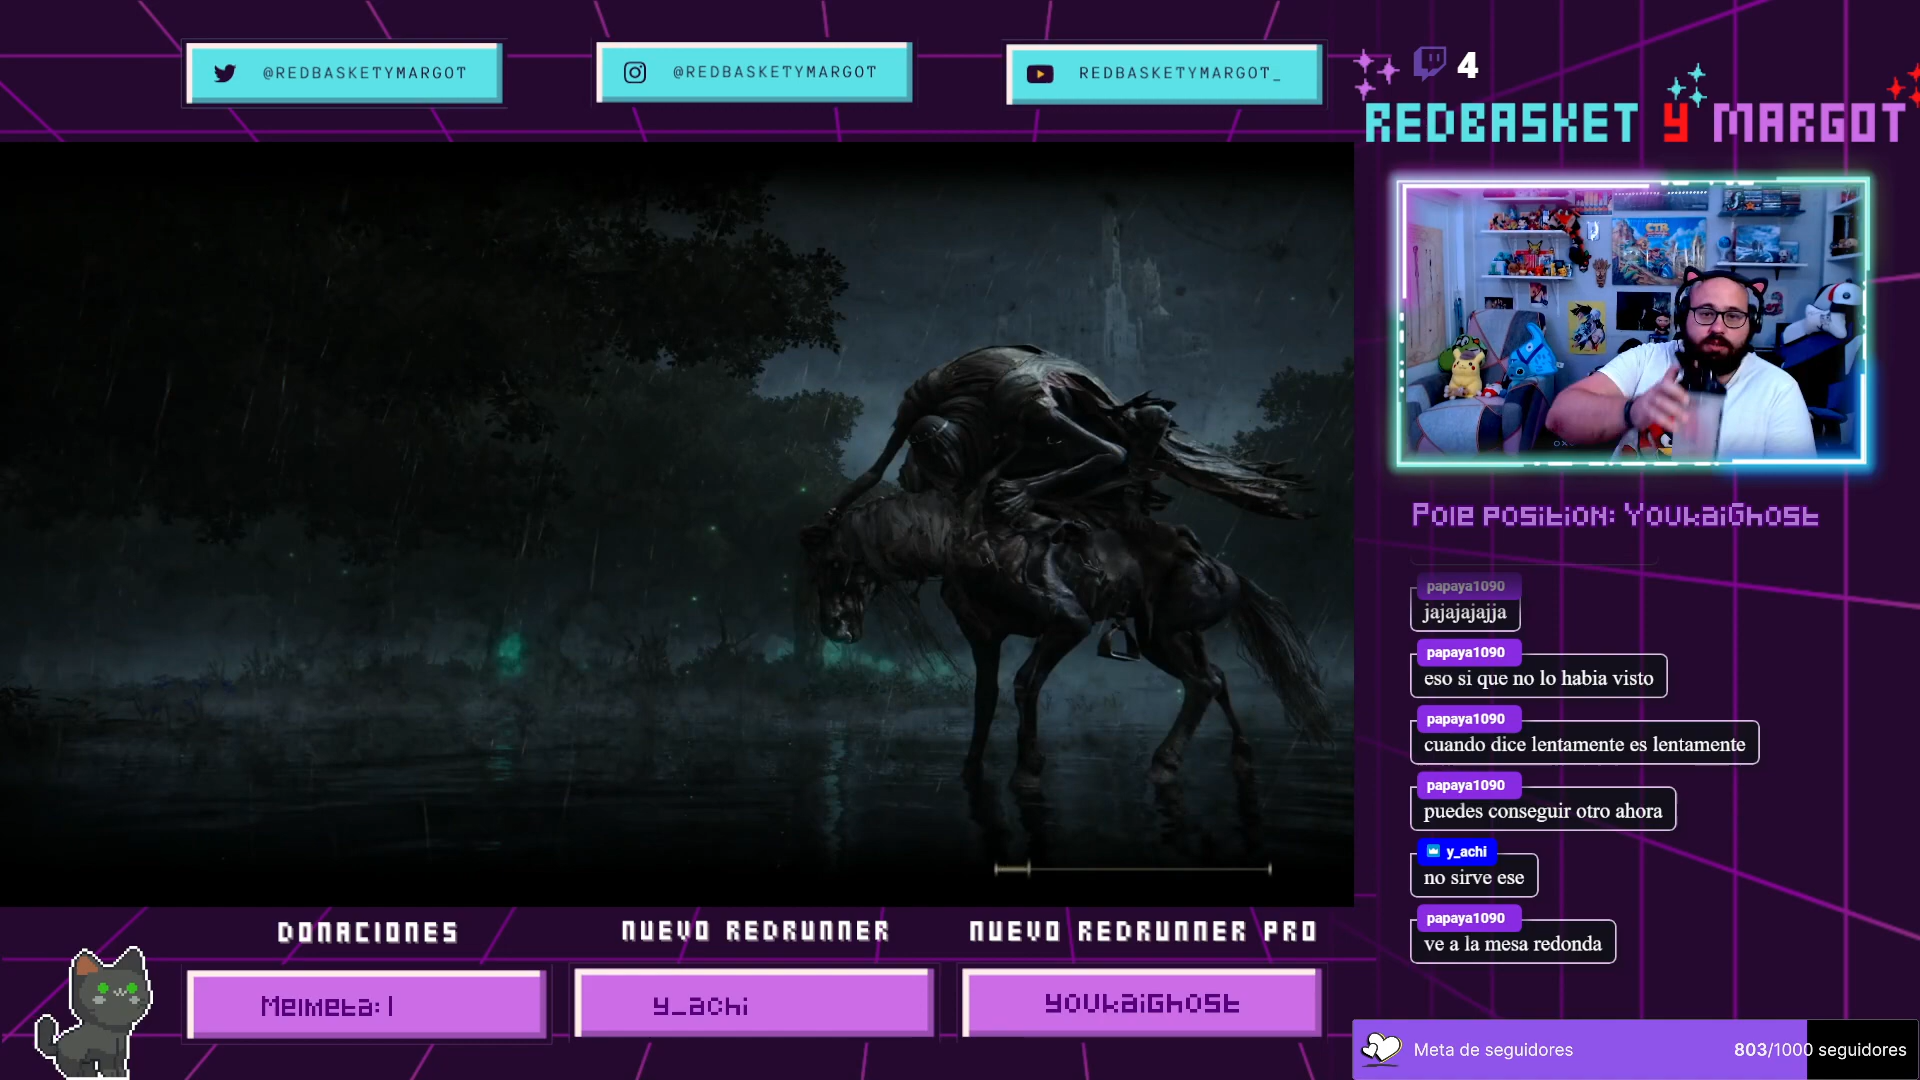 @REDBASKETYMARGOT
@REDBASKETYMARGOT
REDBASKETYMARGOT_
4
REDBASKET Y MARGOT
Pole Position: YoukaiGhost
papaya1090
jajajajajja
papaya1090
eso si que no lo habia visto
papaya1090
cuando dice lentamente es lentamente
papaya1090
puedes conseguir otro ahora
y_achi
no sirve ese
papaya1090
ve a la mesa redonda
DONACIONES
Melmeta: 1
NUEVO REDRUNNER
y_achi
NUEVO REDRUNNER PRO
YOUkaiGhost
Meta de seguidores
803/1000 seguidores